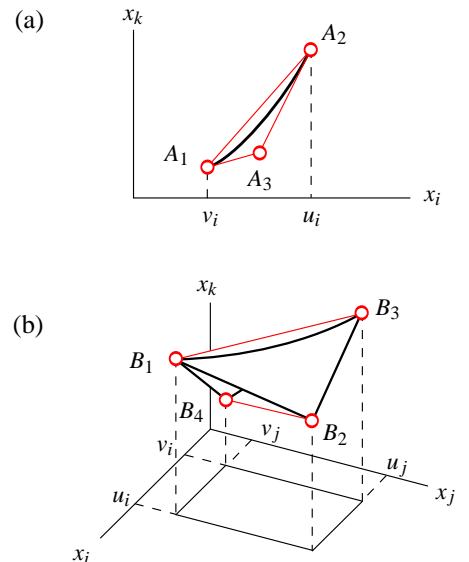 (a)
x_k
A_2
A_1
A_3
x_i
v_i
u_i
(b)
x_k
B_3
B_1
B_4
B_2
v_j
v_i
u_j
x_j
u_i
x_i